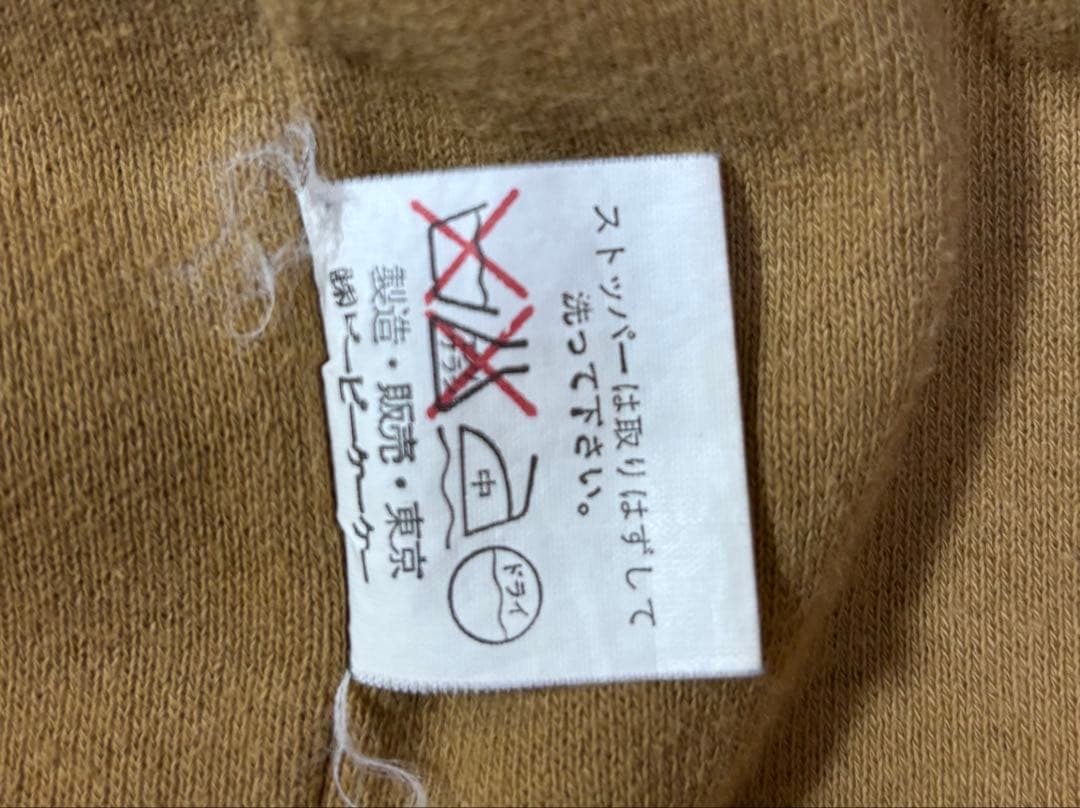 ストッパーは取りはずして
洗って下さい。
中 ドライ
製造・販売・東京